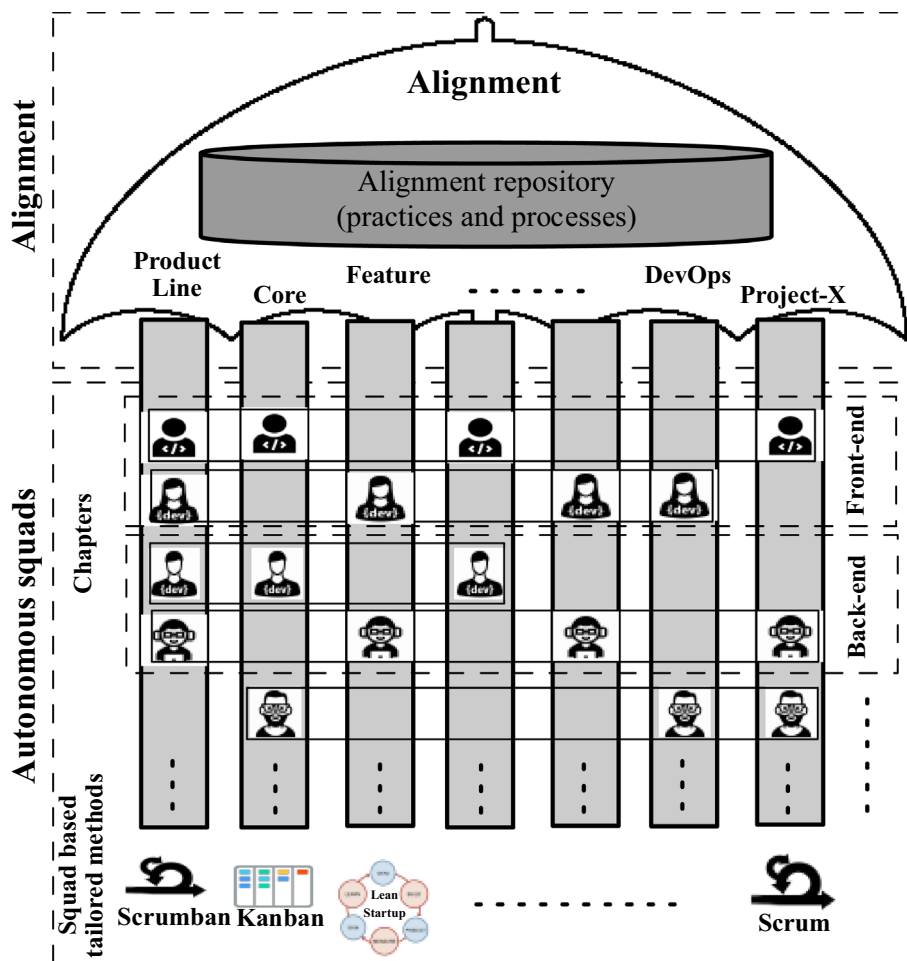 Alignment
Alignment
Alignment repository
(practices and processes)
Product
Line
Core
Feature
DevOps
Project-X
Autonomous squads
Chapters
Front-end
</>
</>
</>
</>
{dev}
{dev}
{dev}
{dev}
Back-end
{dev}
{dev}
{dev}
Squad based
tailored methods
Scrumban
Kanban
Lean
Startup
Scrum